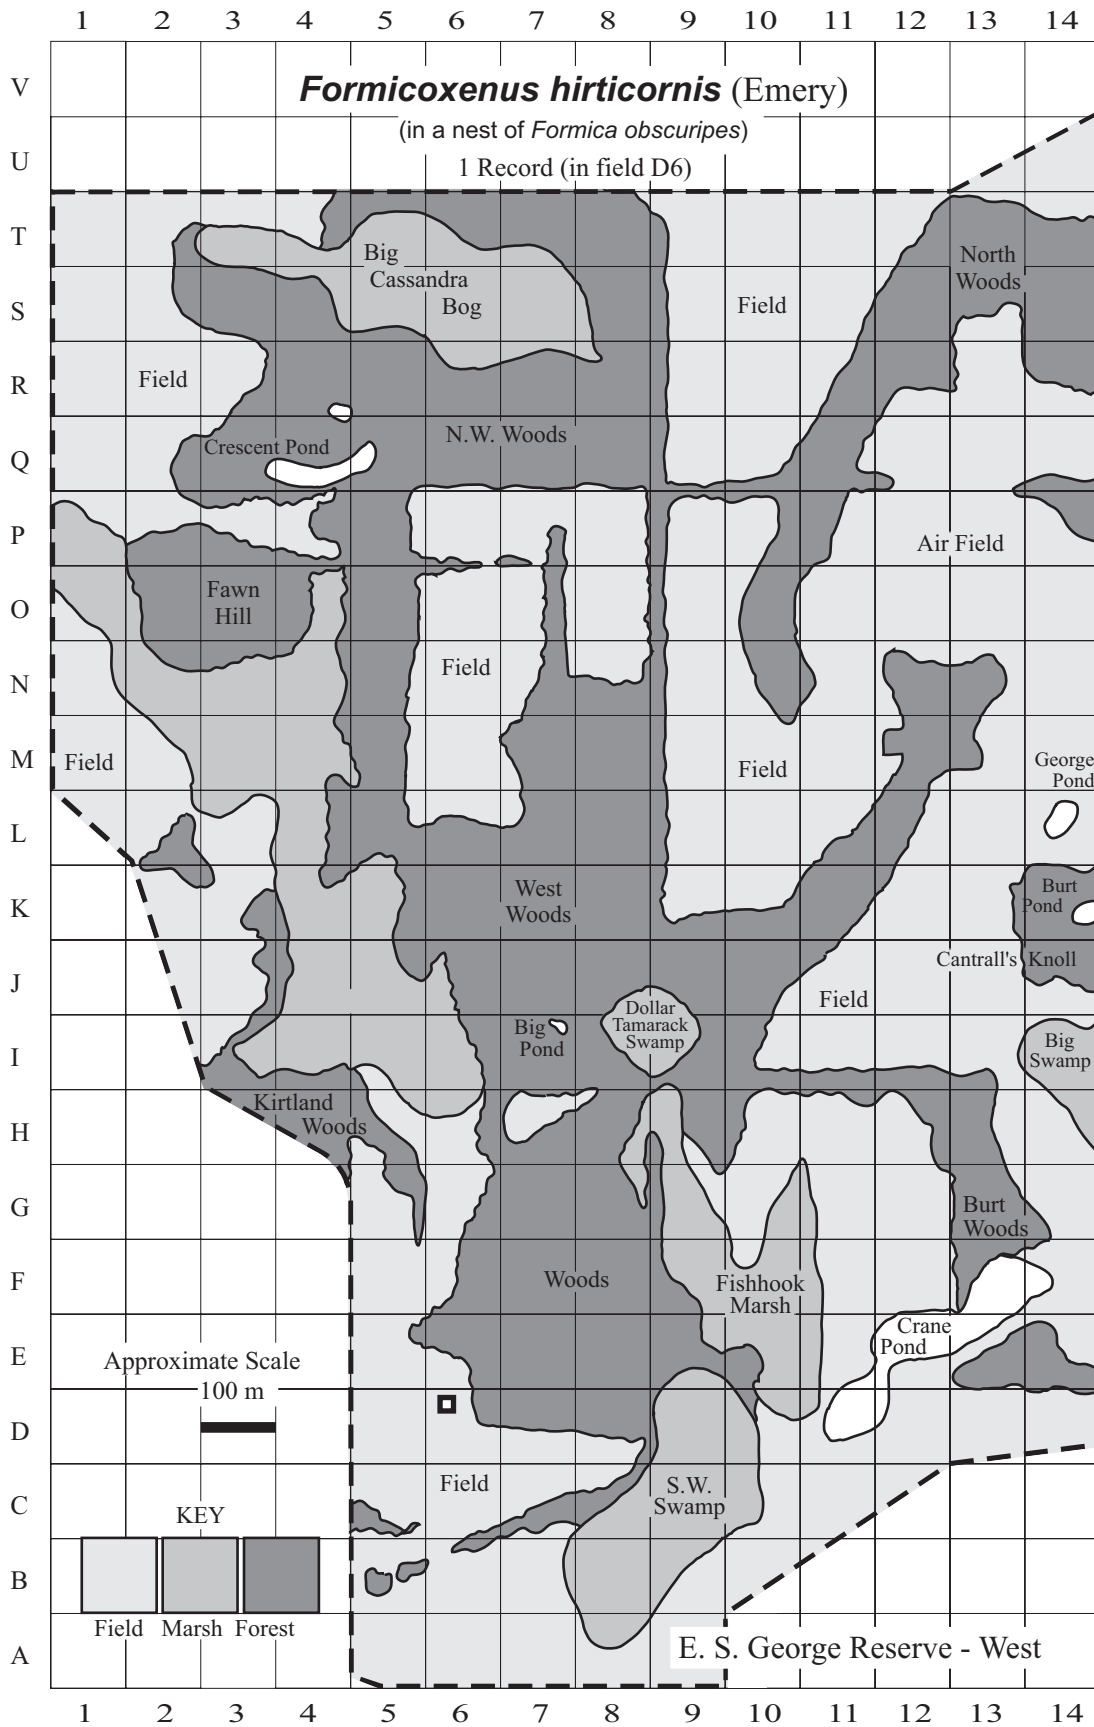 1 2 3 4 5 6 7 8 9 10 11 12 13 14
V
Formicoxenus hirticornis (Emery)
(in a nest of Formica obscuripes)
U
1 Record (in field D6)
T
Big
Cassandra
Bog
North
Woods
S
Field
R
Field
N.W. Woods
Crescent Pond
Q
P
Air Field
Fawn
Hill
O
Field
N
M
Field
Field
George
Pond
L
K
West
Woods
Burt
Pond
Cantrall's Knoll
J
Field
Dollar
Tamarack
Swamp
Big
Pond
Big
Swamp
I
Kirtland
Woods
H
G
Burt
Woods
F
Woods
Fishhook
Marsh
Crane
Pond
E
Approximate Scale
100 m
D
Field
S.W.
Swamp
C
KEY
B
Field Marsh Forest
A
E. S. George Reserve - West
1 2 3 4 5 6 7 8 9 10 11 12 13 14